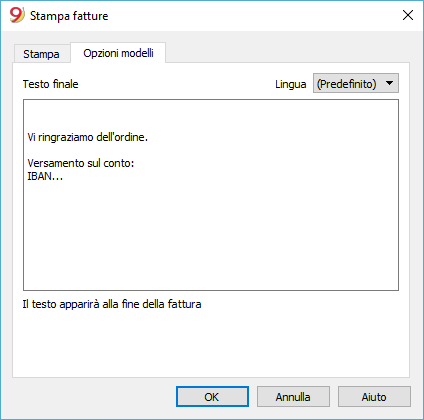 9 Stampa fatture
Stampa
Opzioni modelli
Testo finale
Lingua
(Predefinito)
Vi ringraziamo dell'ordine.
Versamento sul conto:
IBAN...
Il testo apparirà alla fine della fattura
OK
Annulla
Aiuto